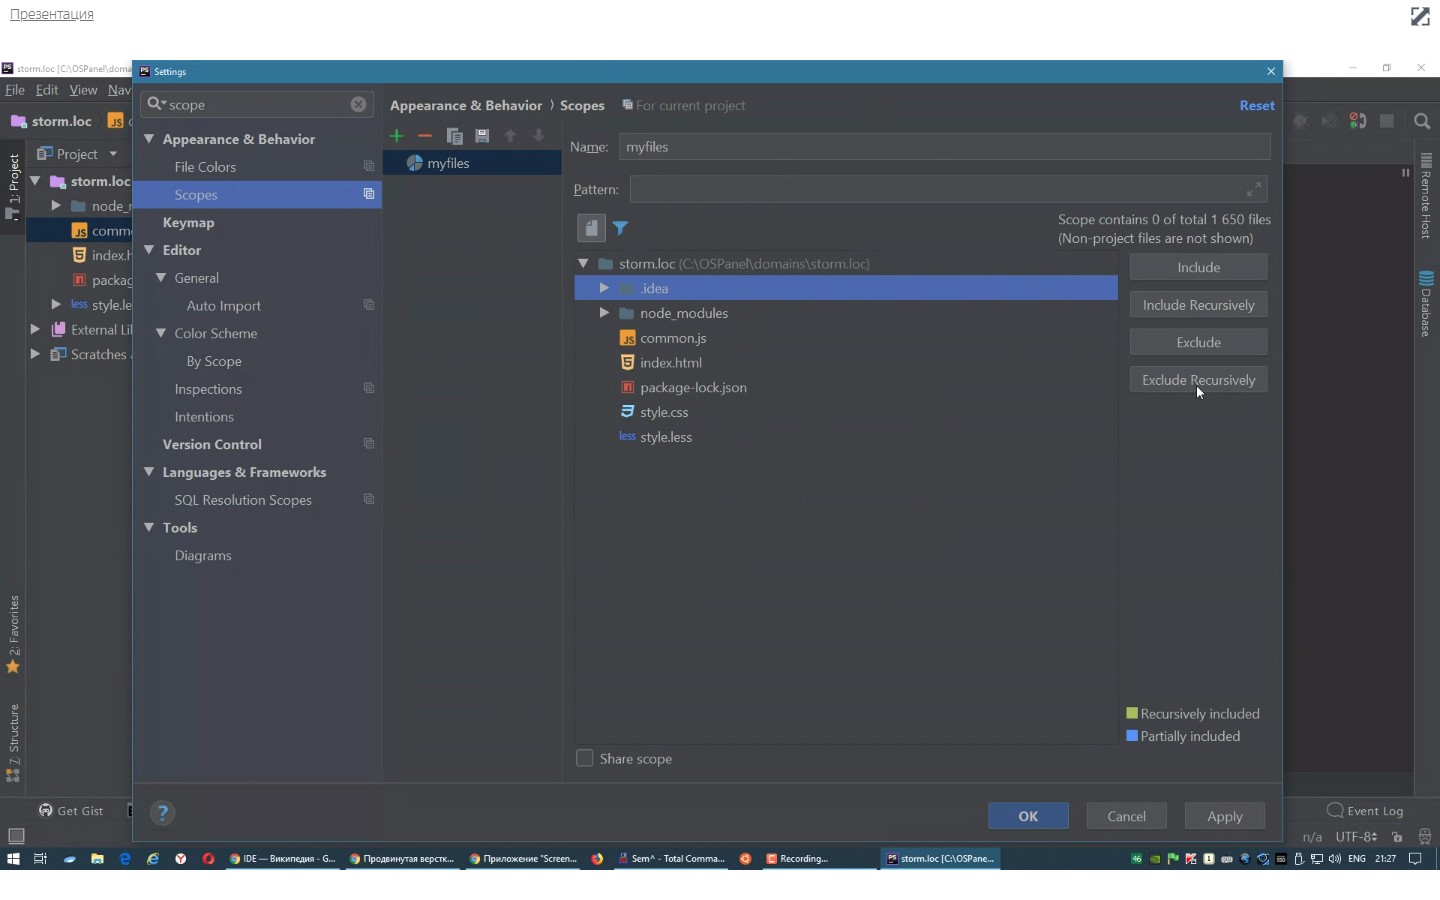 Презентация
storm.loc [C:\OSPanel\doma
Settings
File Edit View Nav
scope
Appearance & Behavior 〉 Scopes For current project Reset
storm.loc
Project
1: Project
storm.loc
node_
comm
index.h
packag
style.le
External Li
Scratches
Appearance & Behavior
File Colors
Scopes
Keymap
Editor
General
Auto Import
Color Scheme
By Scope
Inspections
Intentions
Version Control
Languages & Frameworks
SQL Resolution Scopes
Tools
Diagrams
myfiles
Name: myfiles
Pattern:
Scope contains 0 of total 1 650 files
(Non-project files are not shown)
storm.loc (C:\OSPanel\domains\storm.loc)
.idea
node_modules
common.js
index.html
package-lock.json
style.css
less style.less
Include
Include Recursively
Exclude
Exclude Recursively
Recursively included
Partially included
Share scope
? OK Cancel Apply
Remote Host
Database
2: Favorites
7: Structure
Get Gist
Event Log
n/a UTF-8
IDE — Википедия - G...
Продвинутая верстк...
Приложение "Screen...
Sem^ - Total Comma...
Recording...
storm.loc [C:\OSPane...
46
ENG 21:27